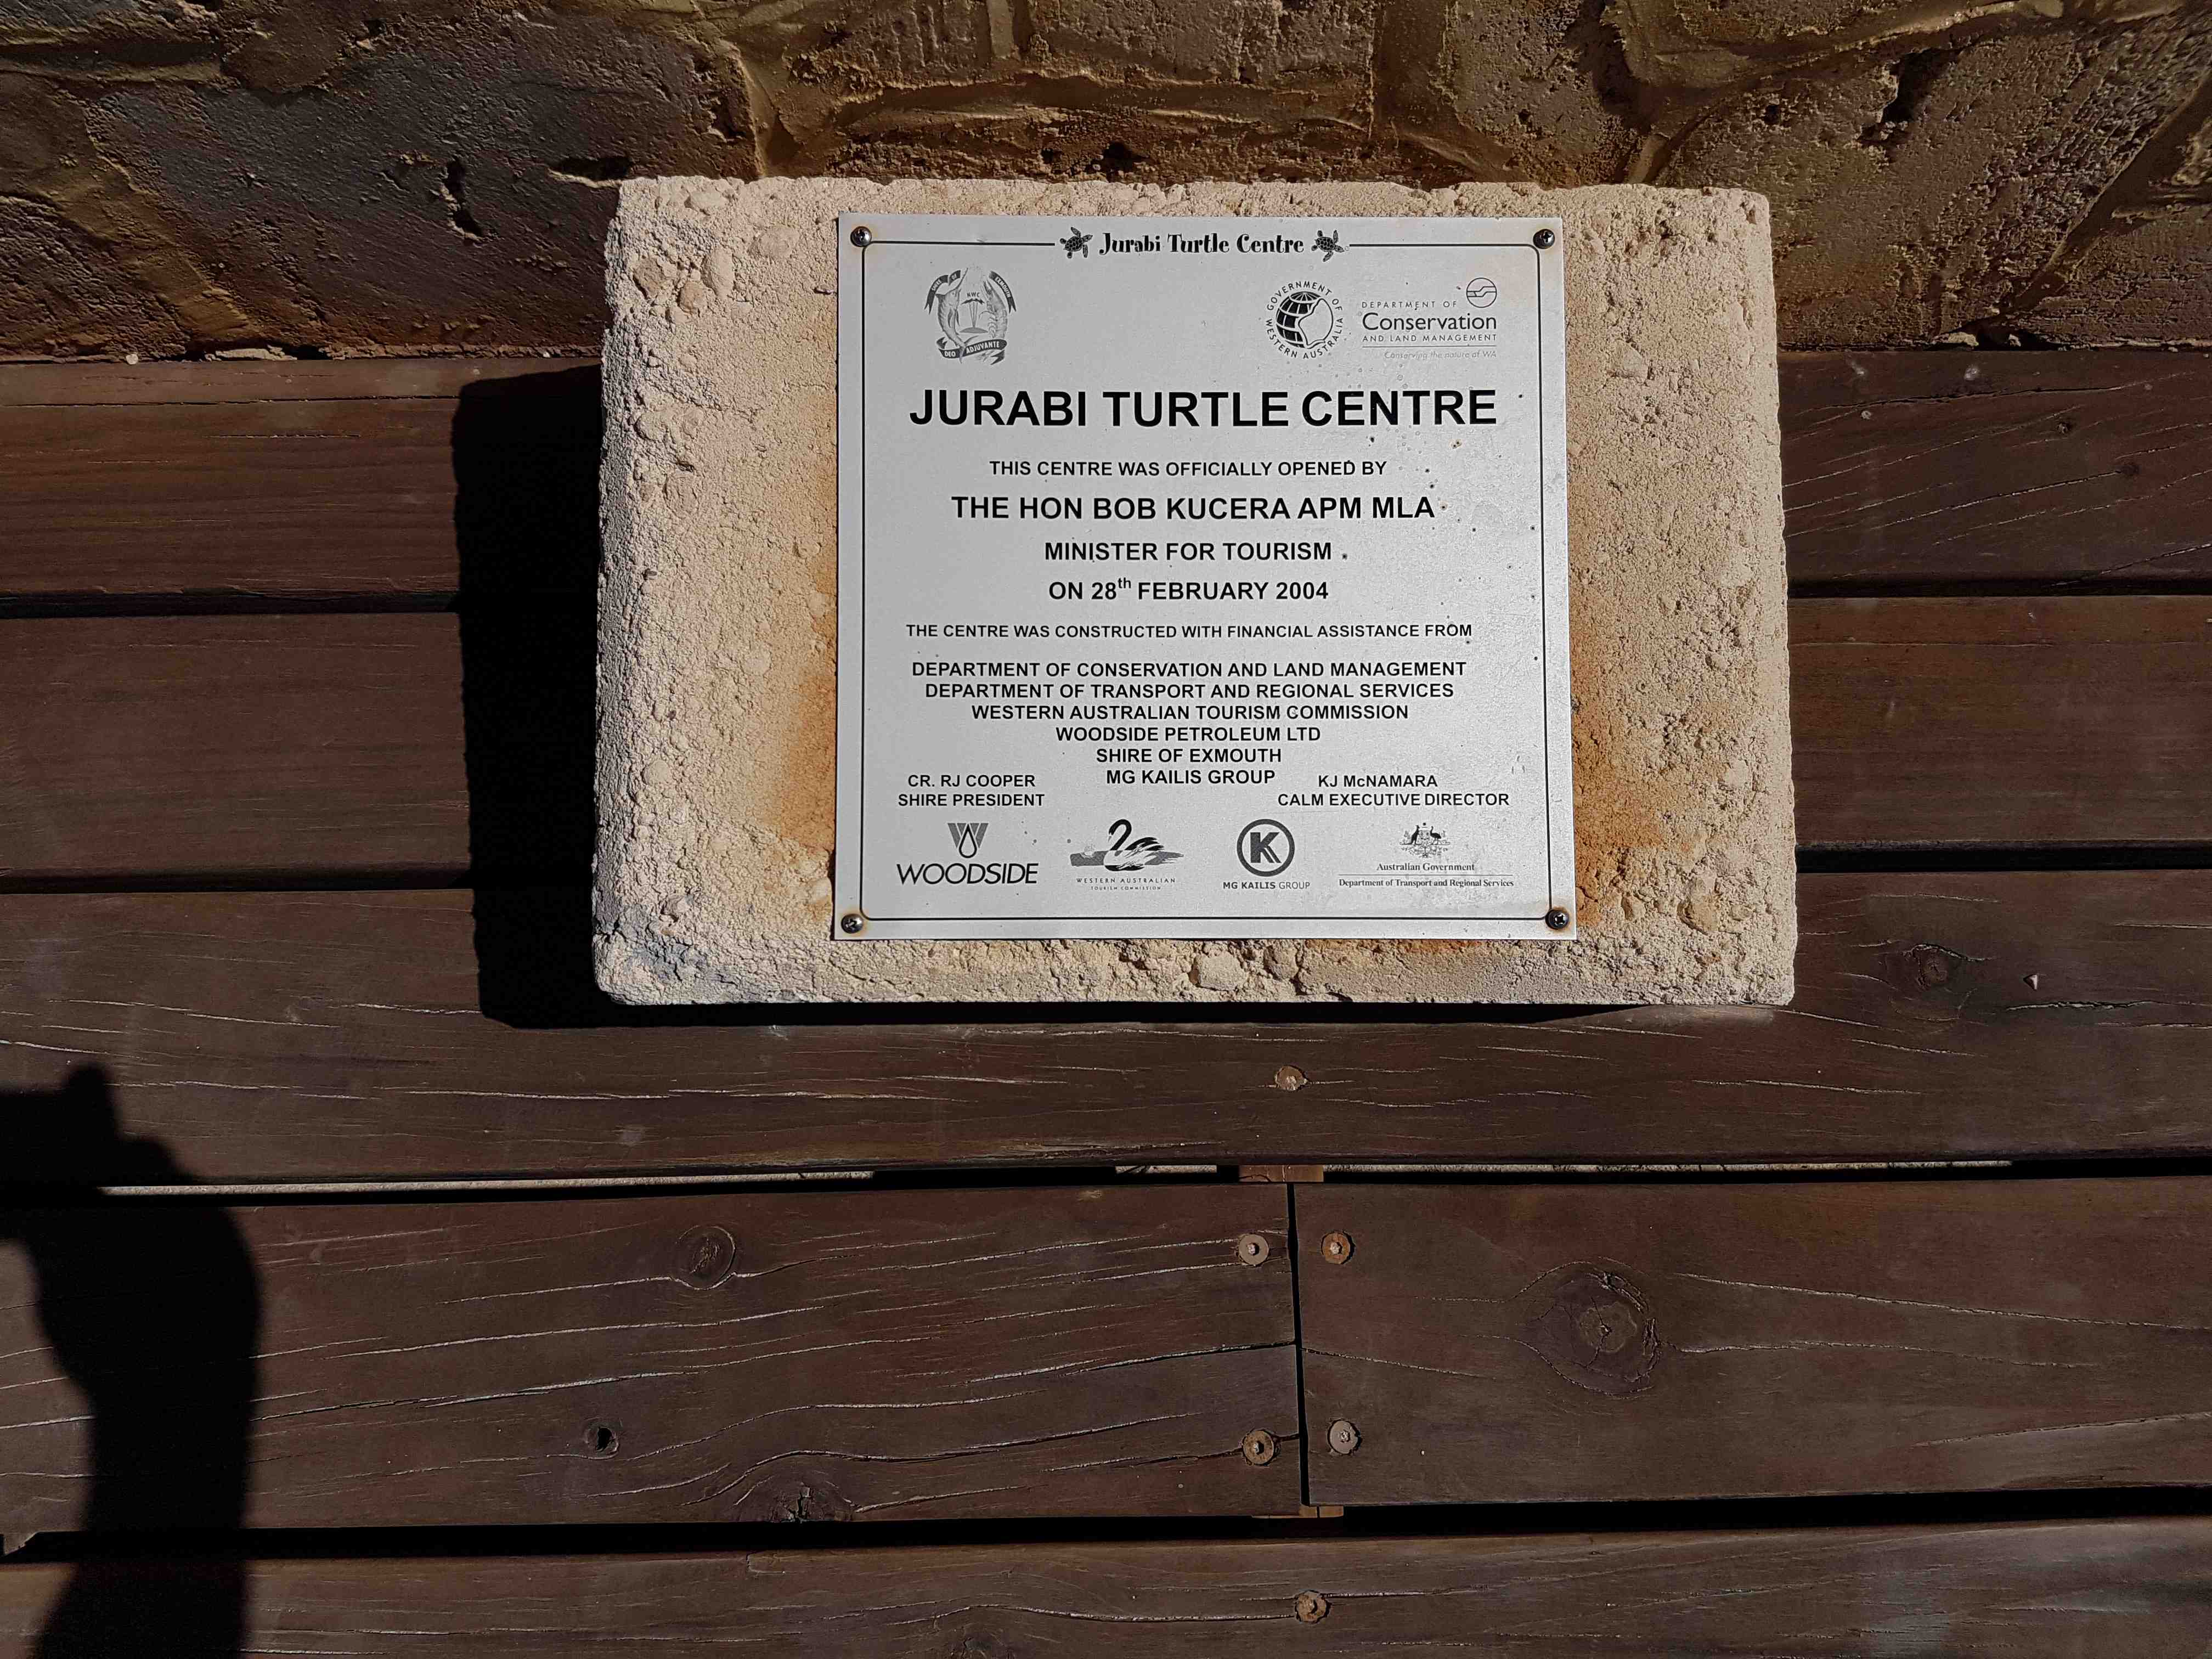 Jurabi Turtle Centre
SHIRE OF EXMOUTH
NWC
DEO ADJUVANTE
GOVERNMENT OF
WESTERN AUSTRALIA
DEPARTMENT OF
Conservation
AND LAND MANAGEMENT
Conserving the nature of WA
JURABI TURTLE CENTRE
THIS CENTRE WAS OFFICIALLY OPENED BY
THE HON BOB KUCERA APM MLA
MINISTER FOR TOURISM
ON 28th FEBRUARY 2004
THE CENTRE WAS CONSTRUCTED WITH FINANCIAL ASSISTANCE FROM
DEPARTMENT OF CONSERVATION AND LAND MANAGEMENT
DEPARTMENT OF TRANSPORT AND REGIONAL SERVICES
WESTERN AUSTRALIAN TOURISM COMMISSION
WOODSIDE PETROLEUM LTD
SHIRE OF EXMOUTH
MG KAILIS GROUP
CR. RJ COOPER
SHIRE PRESIDENT
KJ McNAMARA
CALM EXECUTIVE DIRECTOR
WOODSIDE
WESTERN AUSTRALIAN
TOURISM COMMISSION
K
MG KAILIS GROUP
Australian Government
Department of Transport and Regional Services